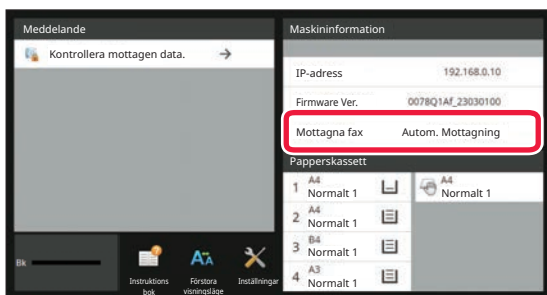 Meddelande
Kontrollera mottagen data.
Bk
Instruktions
bok
Förstora
visningsläge
Inställningar
Maskininformation
IP-adress 192.168.0.10
Firmware Ver. 0078Q1Af_23030100
Mottagna fax Autom. Mottagning
Papperskassett
1 A4
Normalt 1
A4
Normalt 1
2 A4
Normalt 1
3 B4
Normalt 1
4 A3
Normalt 1